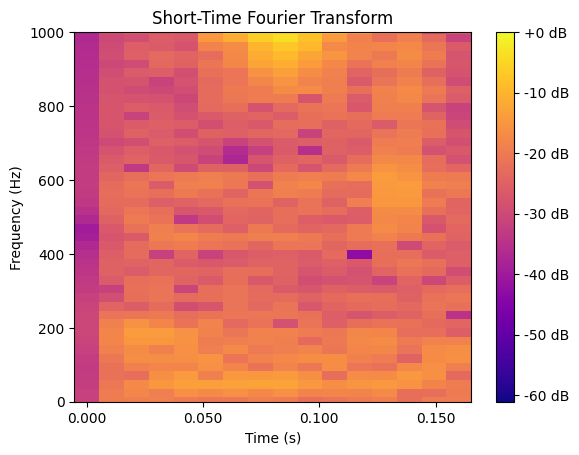 Short-Time Fourier Transform
1000
800
600
400
200
0
Frequency (Hz)
0.000
0.050
0.100
0.150
Time (s)
+0 dB
-10 dB
-20 dB
-30 dB
-40 dB
-50 dB
-60 dB